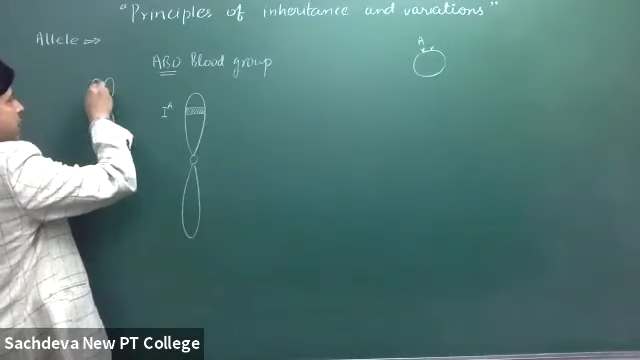 "Principles of inheritance and variations"
Allele ⇒
ABO Blood group
A
I^A
Sachdeva New PT College